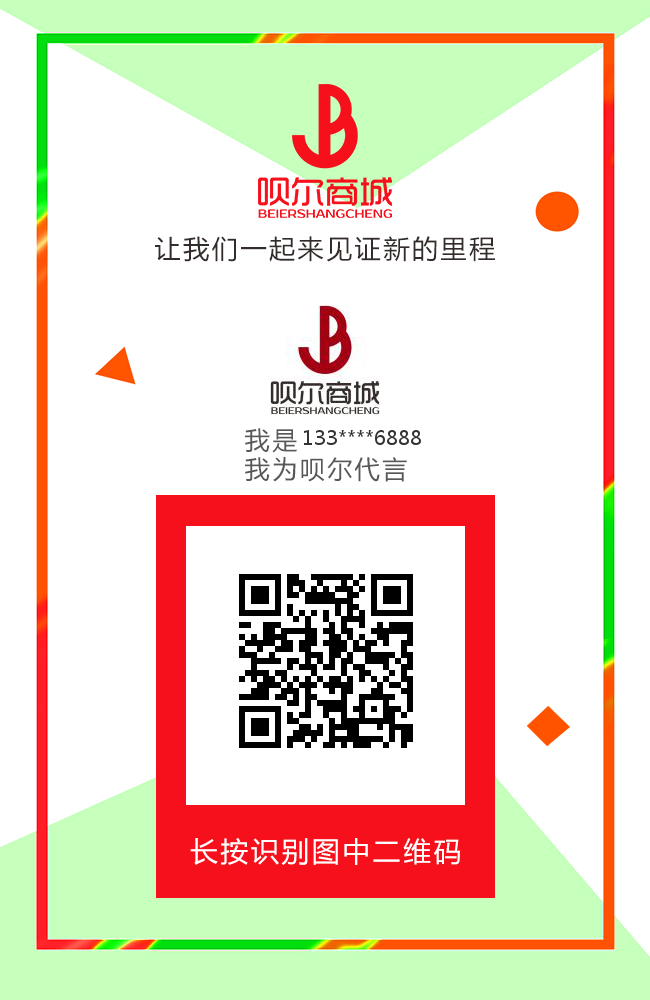 呗尔商城
BEIERSHANGCHENG
让我们一起来见证新的里程
呗尔商城
BEIERSHANGCHENG
我是 133****6888
我为呗尔代言
长按识别图中二维码